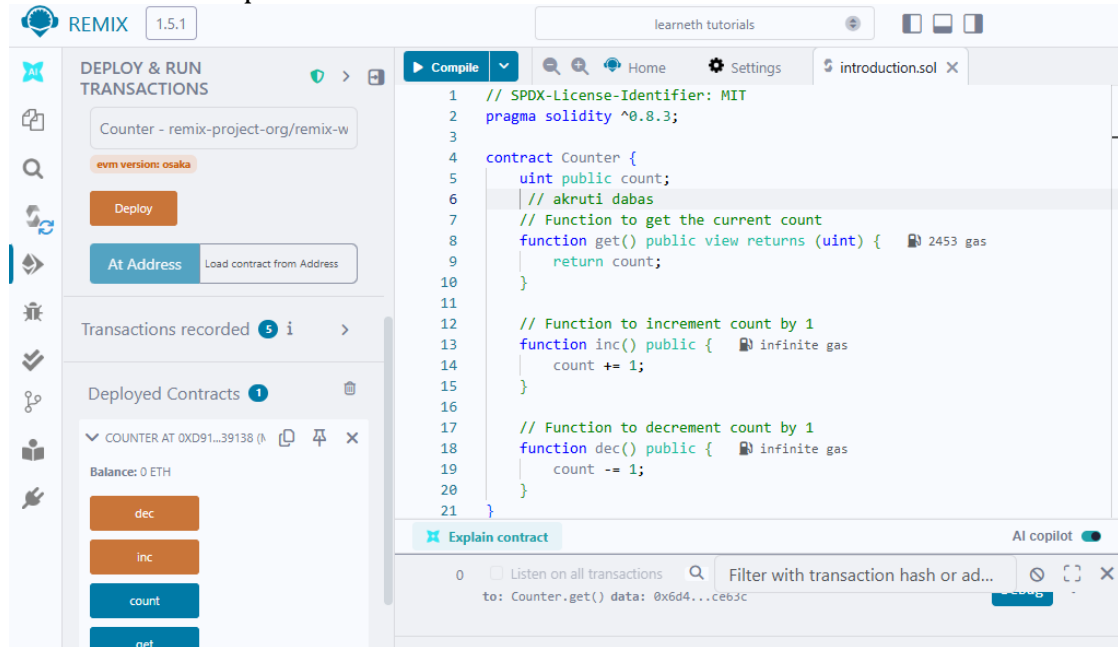 REMIX 1.5.1 learneth tutorials
DEPLOY & RUN
TRANSACTIONS
Counter - remix-project-org/remix-w
evm version: osaka
Deploy
At Address Load contract from Address
Transactions recorded 5 i
Deployed Contracts 1
COUNTER AT 0XD91...39138 (
Balance: 0 ETH
dec
inc
count
get
Compile Home Settings introduction.sol
1 // SPDX-License-Identifier: MIT
2 pragma solidity ^0.8.3;
3
4 contract Counter {
5 uint public count;
6 // akruti dabas
7 // Function to get the current count
8 function get() public view returns (uint) { 2453 gas
9 return count;
10 }
11
12 // Function to increment count by 1
13 function inc() public { infinite gas
14 count += 1;
15 }
16
17 // Function to decrement count by 1
18 function dec() public { infinite gas
19 count -= 1;
20 }
21 }
Explain contract AI copilot
0 Listen on all transactions Filter with transaction hash or ad...
to: Counter.get() data: 0x6d4...ce63c Debug
AI